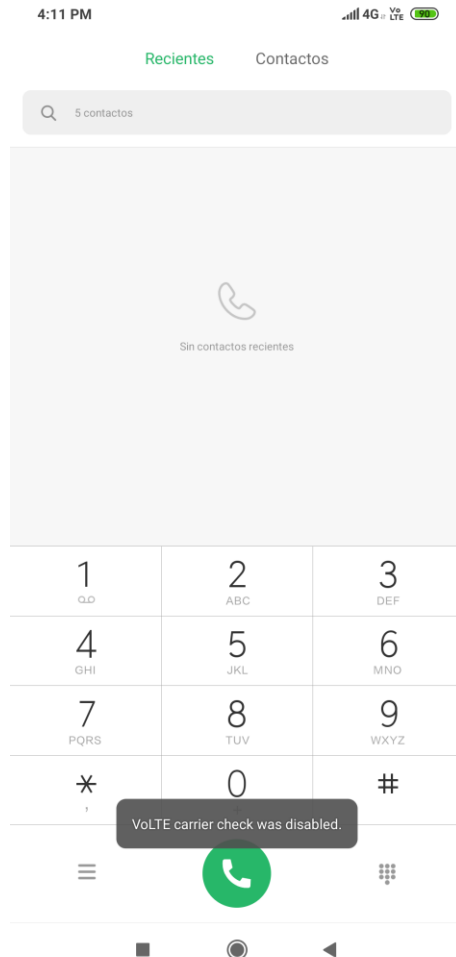 4:11 PM 4G Vo LTE 90
Recientes Contactos
5 contactos
Sin contactos recientes
1 2 3
ABC DEF
4 5 6
GHI JKL MNO
7 8 9
PQRS TUV WXYZ
* 0 #
,
VoLTE carrier check was disabled.